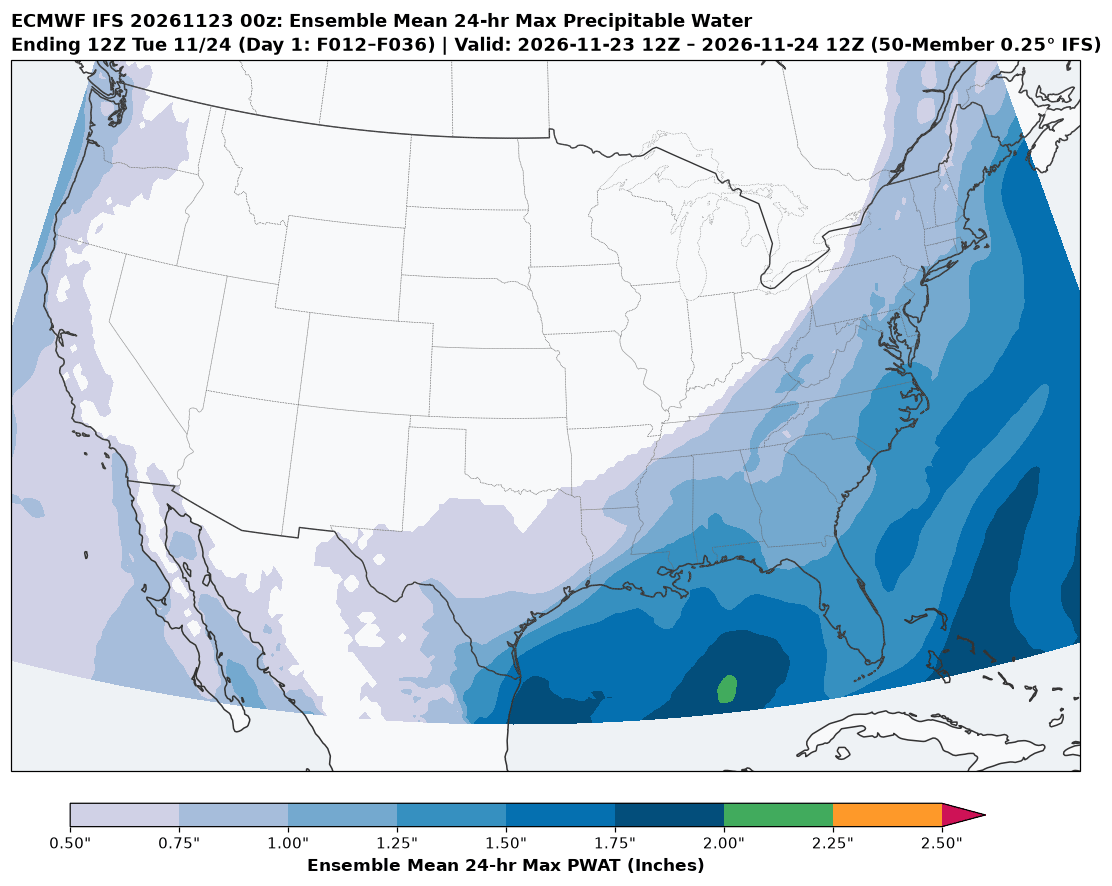 ECMWF IFS 20261123 00z: Ensemble Mean 24-hr Max Precipitable Water
Ending 12Z Tue 11/24 (Day 1: F012–F036) | Valid: 2026-11-23 12Z – 2026-11-24 12Z (50-Member 0.25° IFS)
0.50" 0.75" 1.00" 1.25" 1.50" 1.75" 2.00" 2.25" 2.50"
Ensemble Mean 24-hr Max PWAT (Inches)